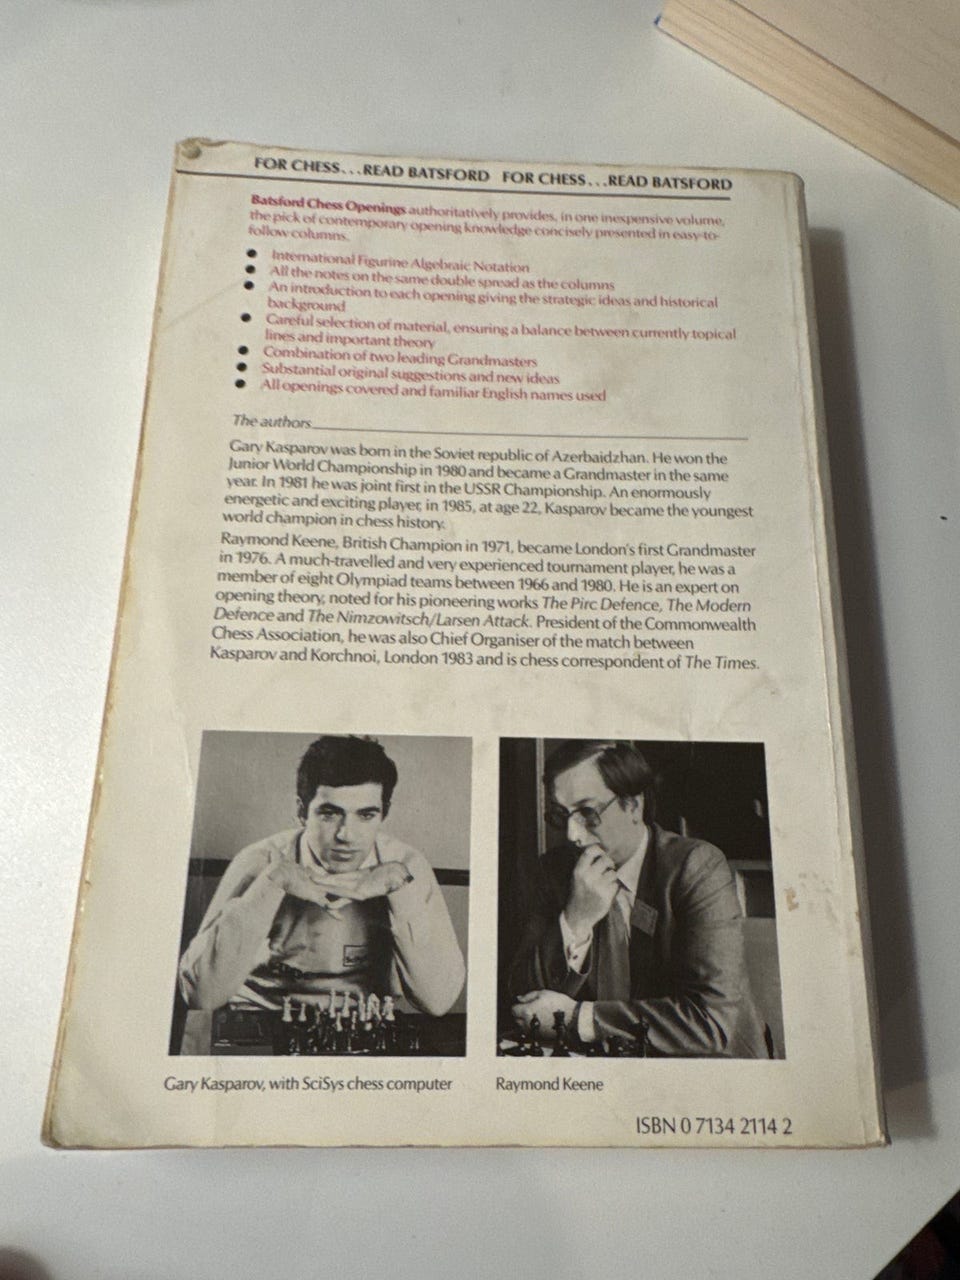 FOR CHESS...READ BATSFORD FOR CHESS...READ BATSFORD
Batsford Chess Openings authoritatively provides, in one inexpensive volume,
the pick of contemporary opening knowledge concisely presented in easy-to-
follow columns.
● International Figurine Algebraic Notation
● All the notes on the same double spread as the columns
● An introduction to each opening giving the strategic ideas and historical
background
● Careful selection of material, ensuring a balance between currently topical
lines and important theory
● Combination of two leading Grandmasters
● Substantial original suggestions and new ideas
● All openings covered and familiar English names used
The authors
Gary Kasparov was born in the Soviet republic of Azerbaidzhan. He won the
Junior World Championship in 1980 and became a Grandmaster in the same
year. In 1981 he was joint first in the USSR Championship. An enormously
energetic and exciting player, in 1985, at age 22, Kasparov became the youngest
world champion in chess history.
Raymond Keene, British Champion in 1971, became London's first Grandmaster
in 1976. A much-travelled and very experienced tournament player, he was a
member of eight Olympiad teams between 1966 and 1980. He is an expert on
opening theory, noted for his pioneering works The Pirc Defence, The Modern
Defence and The Nimzowitsch/Larsen Attack. President of the Commonwealth
Chess Association, he was also Chief Organiser of the match between
Kasparov and Korchnoi, London 1983 and is chess correspondent of The Times.
Gary Kasparov, with SciSys chess computer
Raymond Keene
ISBN 0 7134 2114 2